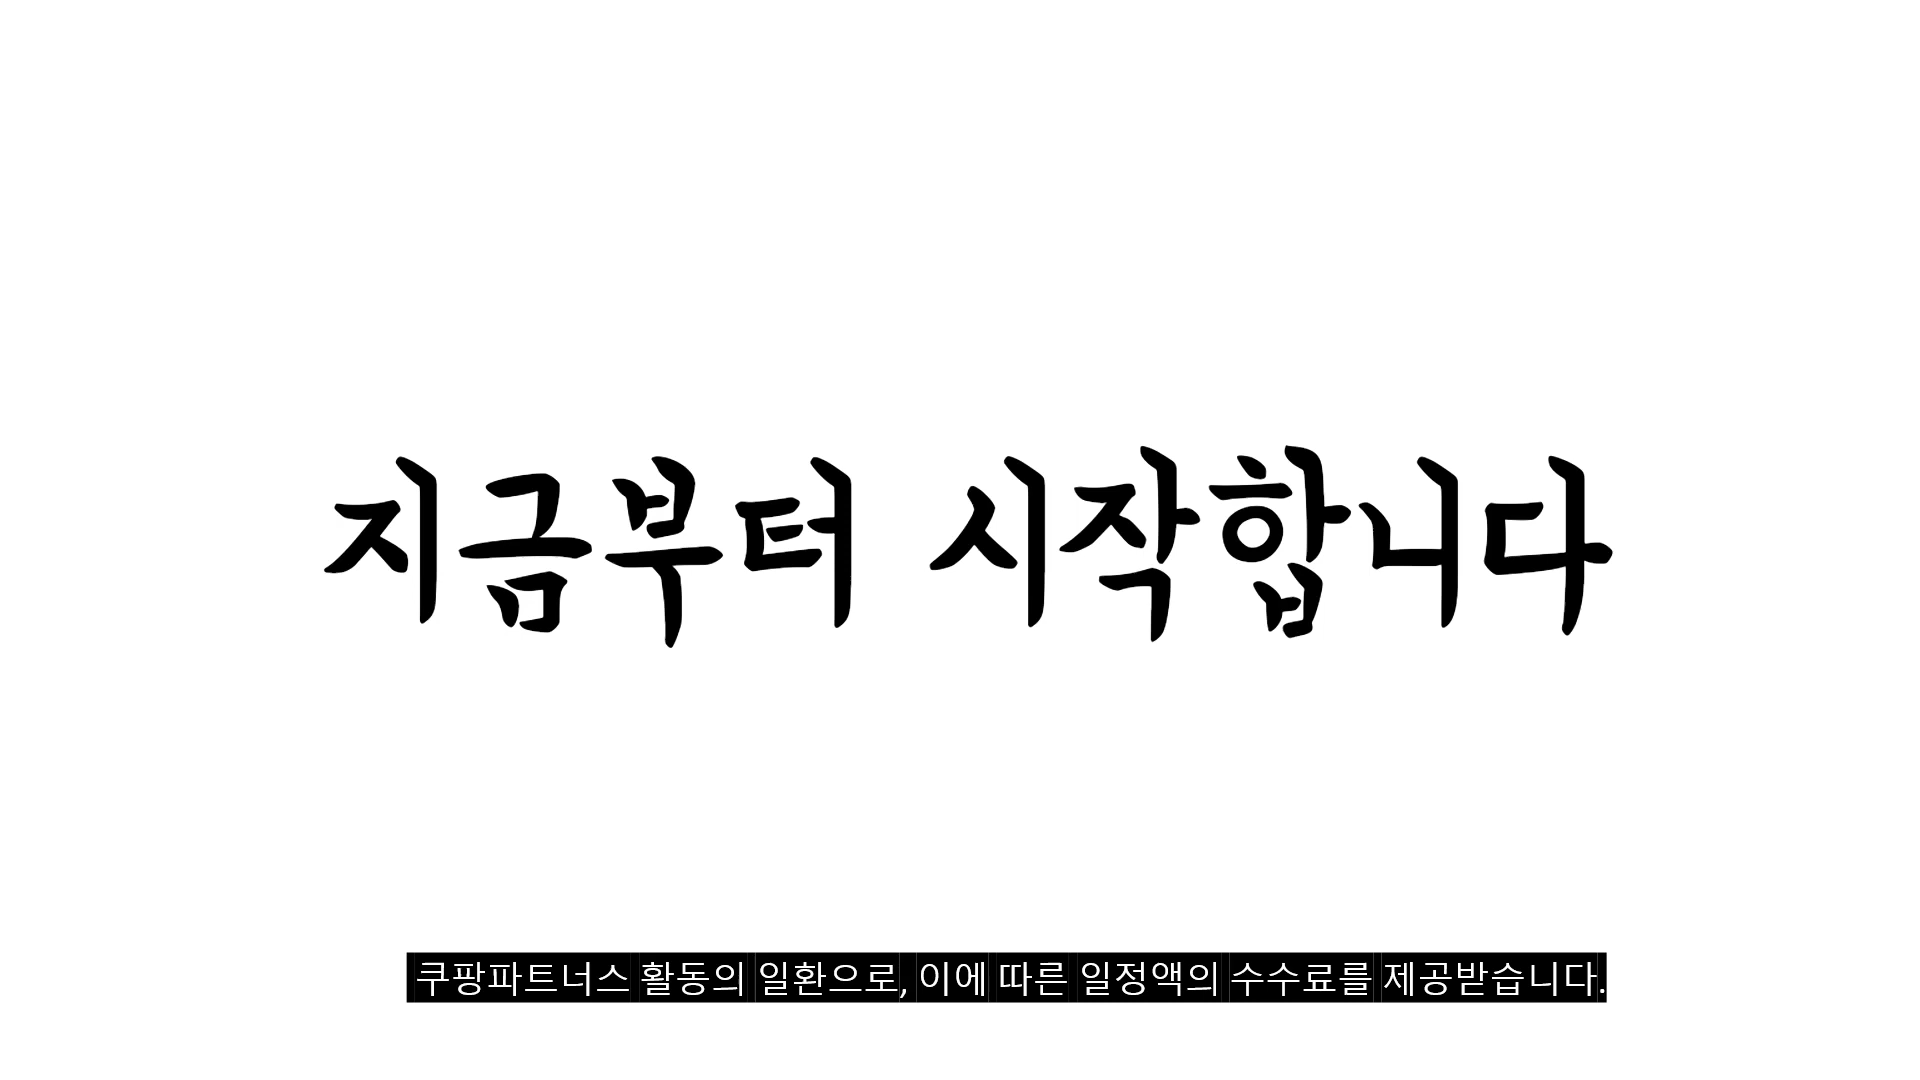 지금부터 시작합니다
쿠팡파트너스 활동의 일환으로, 이에 따른 일정액의 수수료를 제공받습니다.